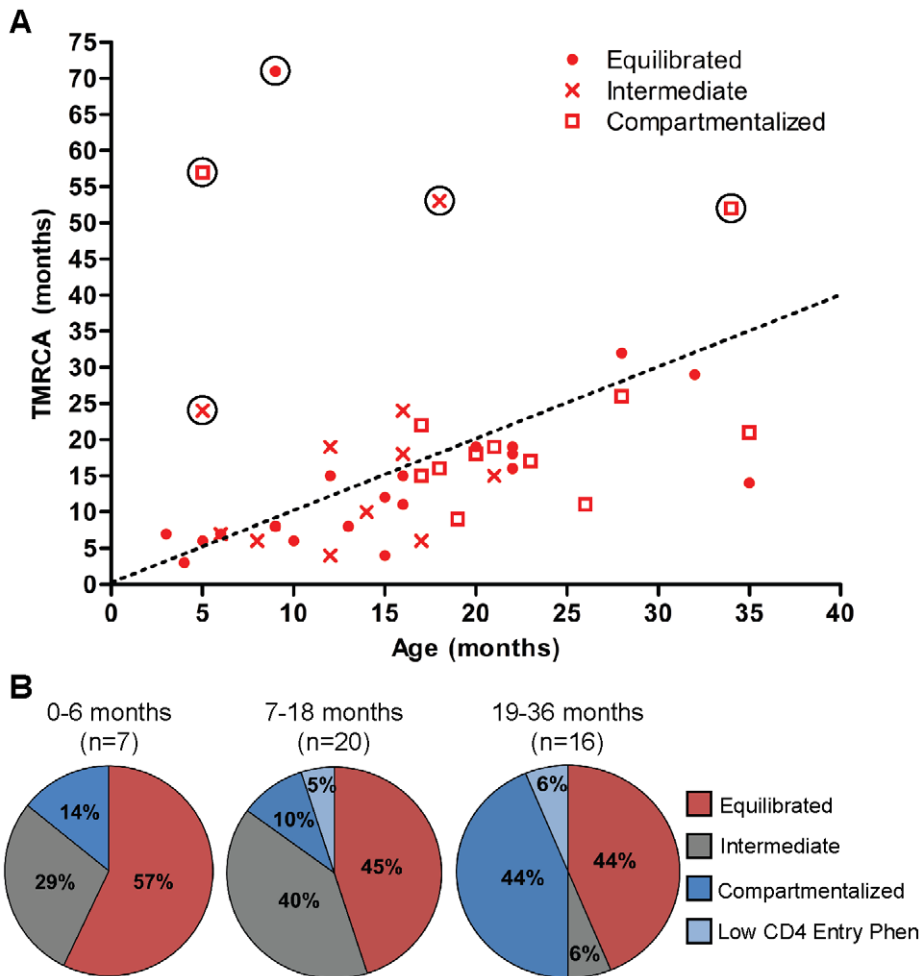 A
75
70
65
60
55
50
45
40
35
30
25
20
15
10
5
0
TMRCA (months)
Equilibrated
Intermediate
Compartmentalized
0 5 10 15 20 25 30 35 40
Age (months)
B
0-6 months
(n=7)
14%
29%
57%
7-18 months
(n=20)
5%
10%
45%
40%
19-36 months
(n=16)
6%
44%
44%
6%
Equilibrated
Intermediate
Compartmentalized
Low CD4 Entry Phen